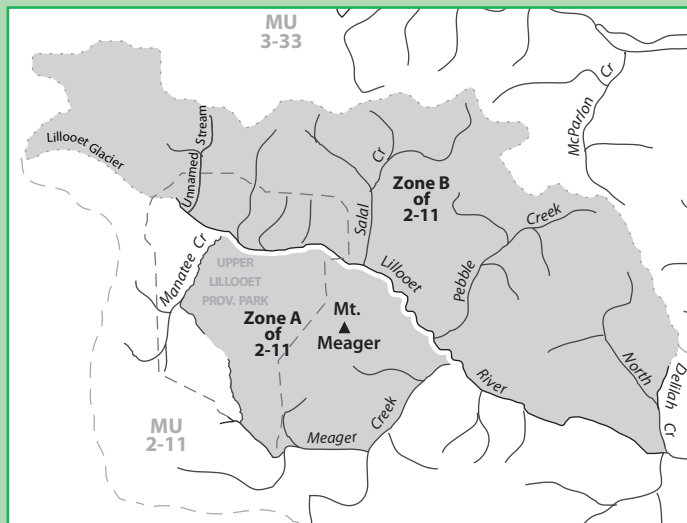 MU
3-33
Cr
McParlon
Lillooet Glacier
Unnamed Stream
Cr
Salal
Zone B
of
2-11
Creek
Pebble
Lillooet
Manatee Cr
UPPER
LILLOOET
PROV. PARK
Zone A
of
2-11
Mt.
Meager
River
North
Delilah Cr
Creek
Meager
MU
2-11